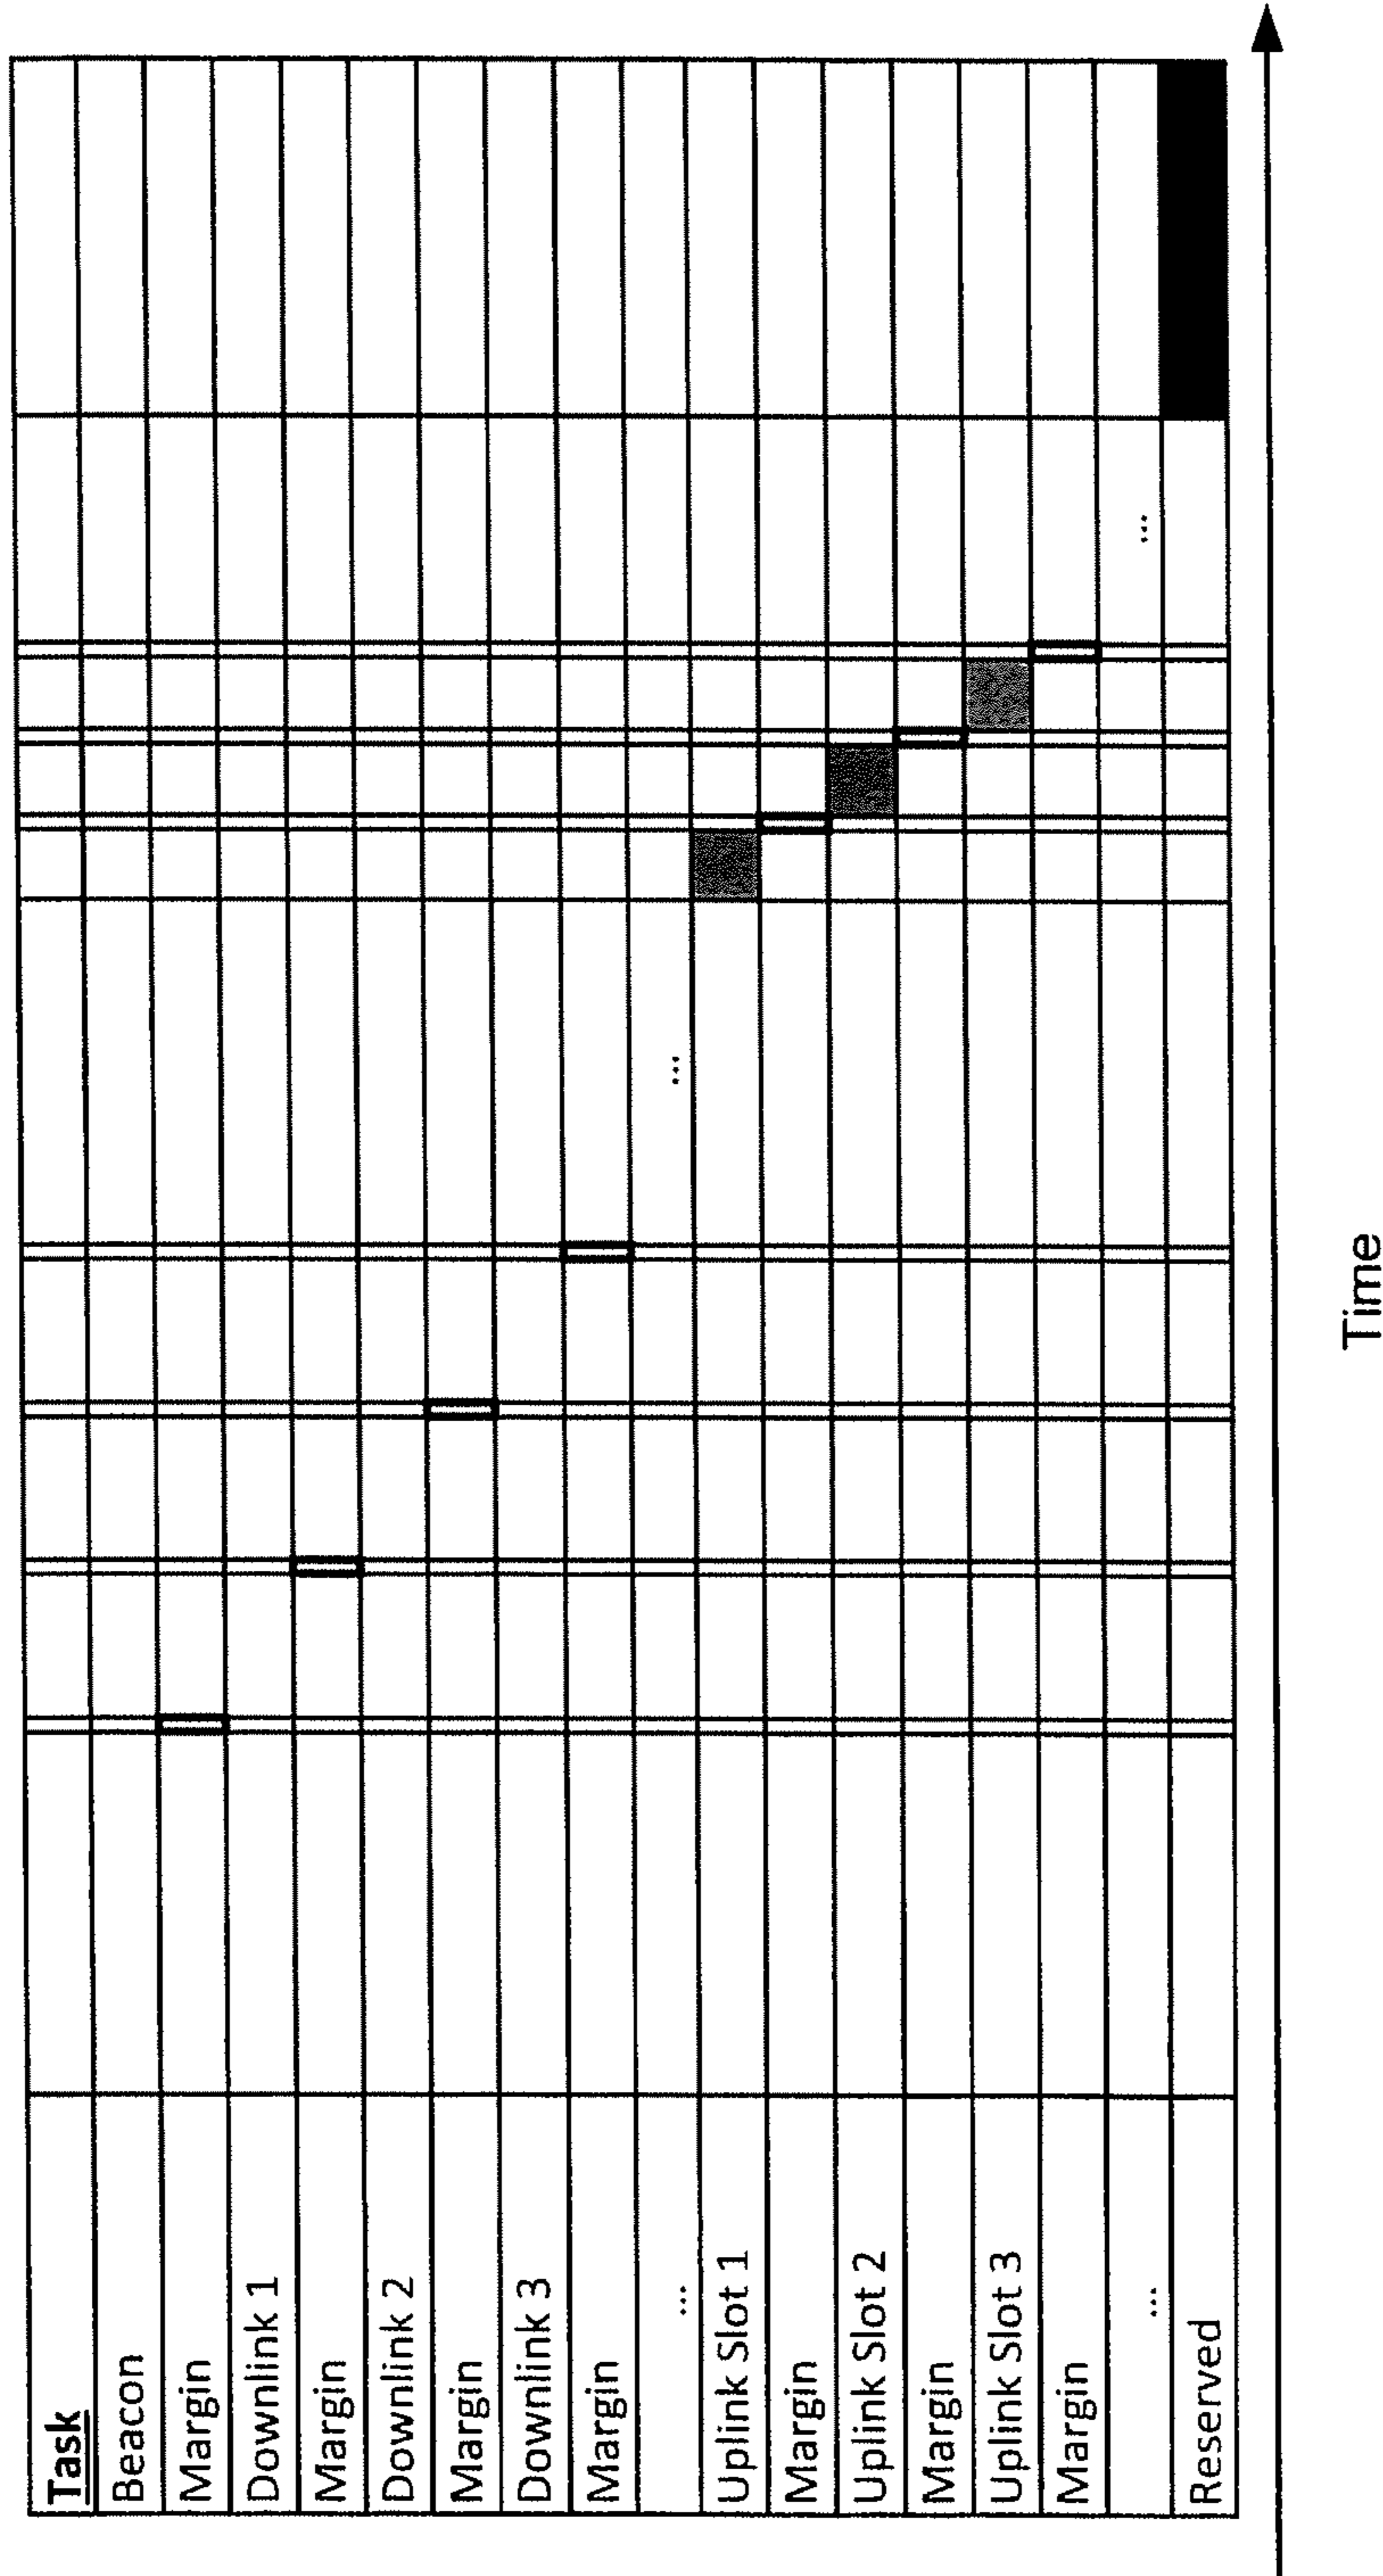 Task
Beacon
Margin
Downlink 1
Margin
Downlink 2
Margin
Downlink 3
Margin
... ...
Uplink Slot 1
Margin
Uplink Slot 2
Margin
Uplink Slot 3
Margin
... ...
Reserved
Time